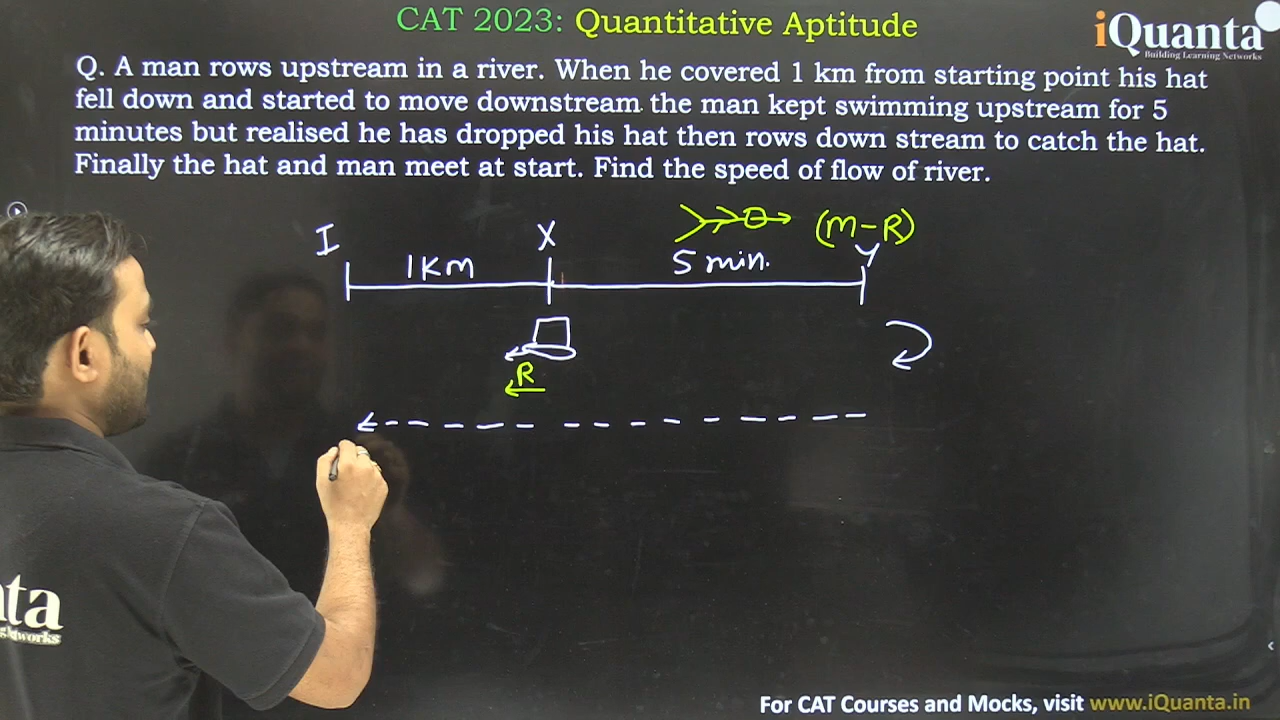 CAT 2023: Quantitative Aptitude
iQuanta
Building Learning Networks
Q. A man rows upstream in a river. When he covered 1 km from starting point his hat
fell down and started to move downstream the man kept swimming upstream for 5
minutes but realised he has dropped his hat then rows down stream to catch the hat.
Finally the hat and man meet at start. Find the speed of flow of river.
(M-R)
I
X
Y
1KM
5 min.
R
ta
tworks
For CAT Courses and Mocks, visit www.iQuanta.in